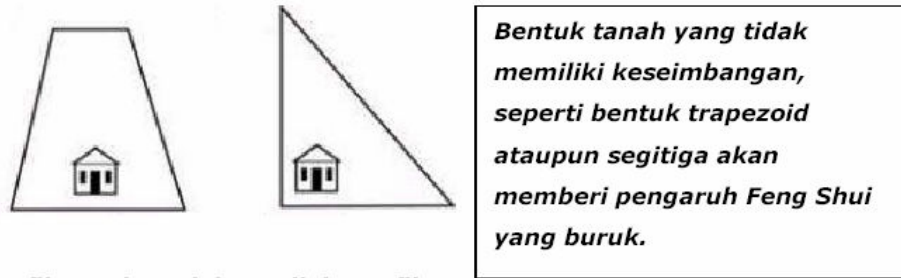 Bentuk tanah yang tidak
memiliki keseimbangan,
seperti bentuk trapezoid
ataupun segitiga akan
memberi pengaruh Feng Shui
yang buruk.